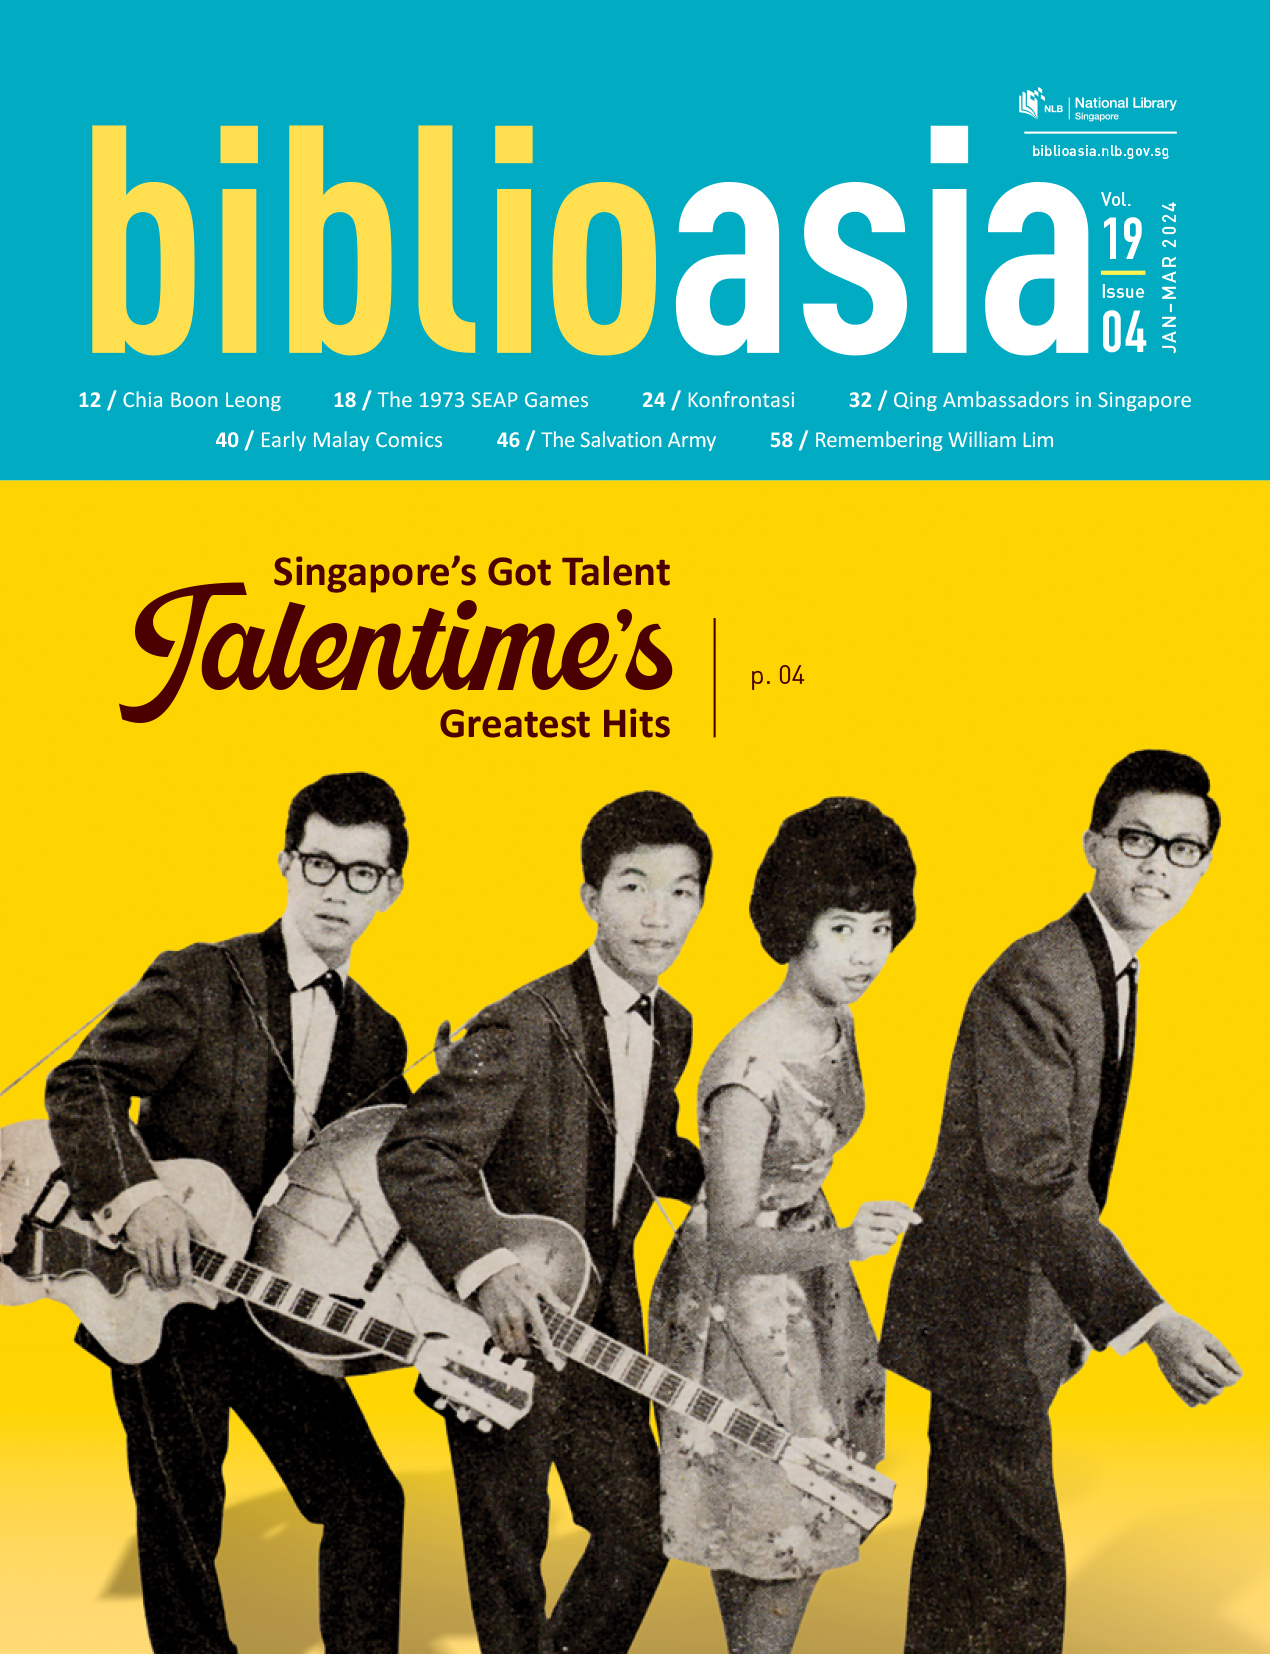 NLB | National Library
Singapore
biblioasia.nlb.gov.sg
biblioasia
Vol.
19
Issue
04
JAN–MAR 2024
12 / Chia Boon Leong 18 / The 1973 SEAP Games 24 / Konfrontasi 32 / Qing Ambassadors in Singapore
40 / Early Malay Comics 46 / The Salvation Army 58 / Remembering William Lim
Singapore’s Got Talent
Talentime’s
Greatest Hits
p. 04